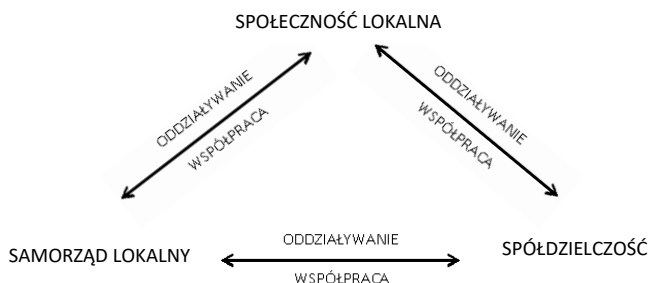 SPOŁECZNOŚĆ LOKALNA
ODDZIAŁYWANIE
WSPÓŁPRACA
ODDZIAŁYWANIE
WSPÓŁPRACA
SAMORZĄD LOKALNY
ODDZIAŁYWANIE
WSPÓŁPRACA
SPÓŁDZIELCZOŚĆ